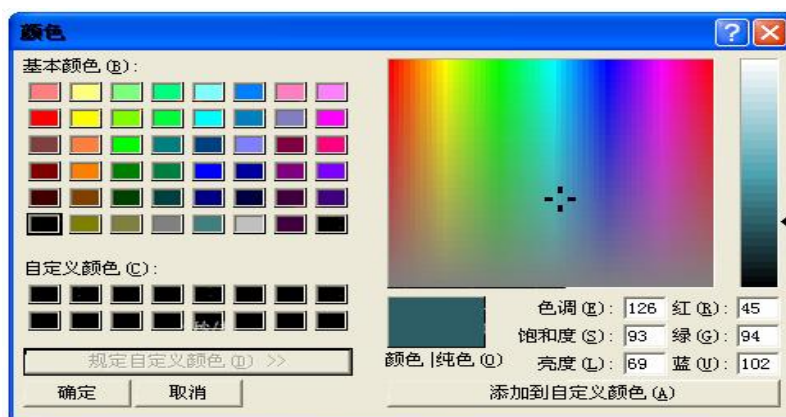 颜色
基本颜色(B):
自定义颜色(C):
规定自定义颜色(D) >>
确定 取消
颜色|纯色(O)
色调(E): 126 红(R): 45
饱和度(S): 93 绿(G): 94
亮度(L): 69 蓝(U): 102
添加到自定义颜色(A)